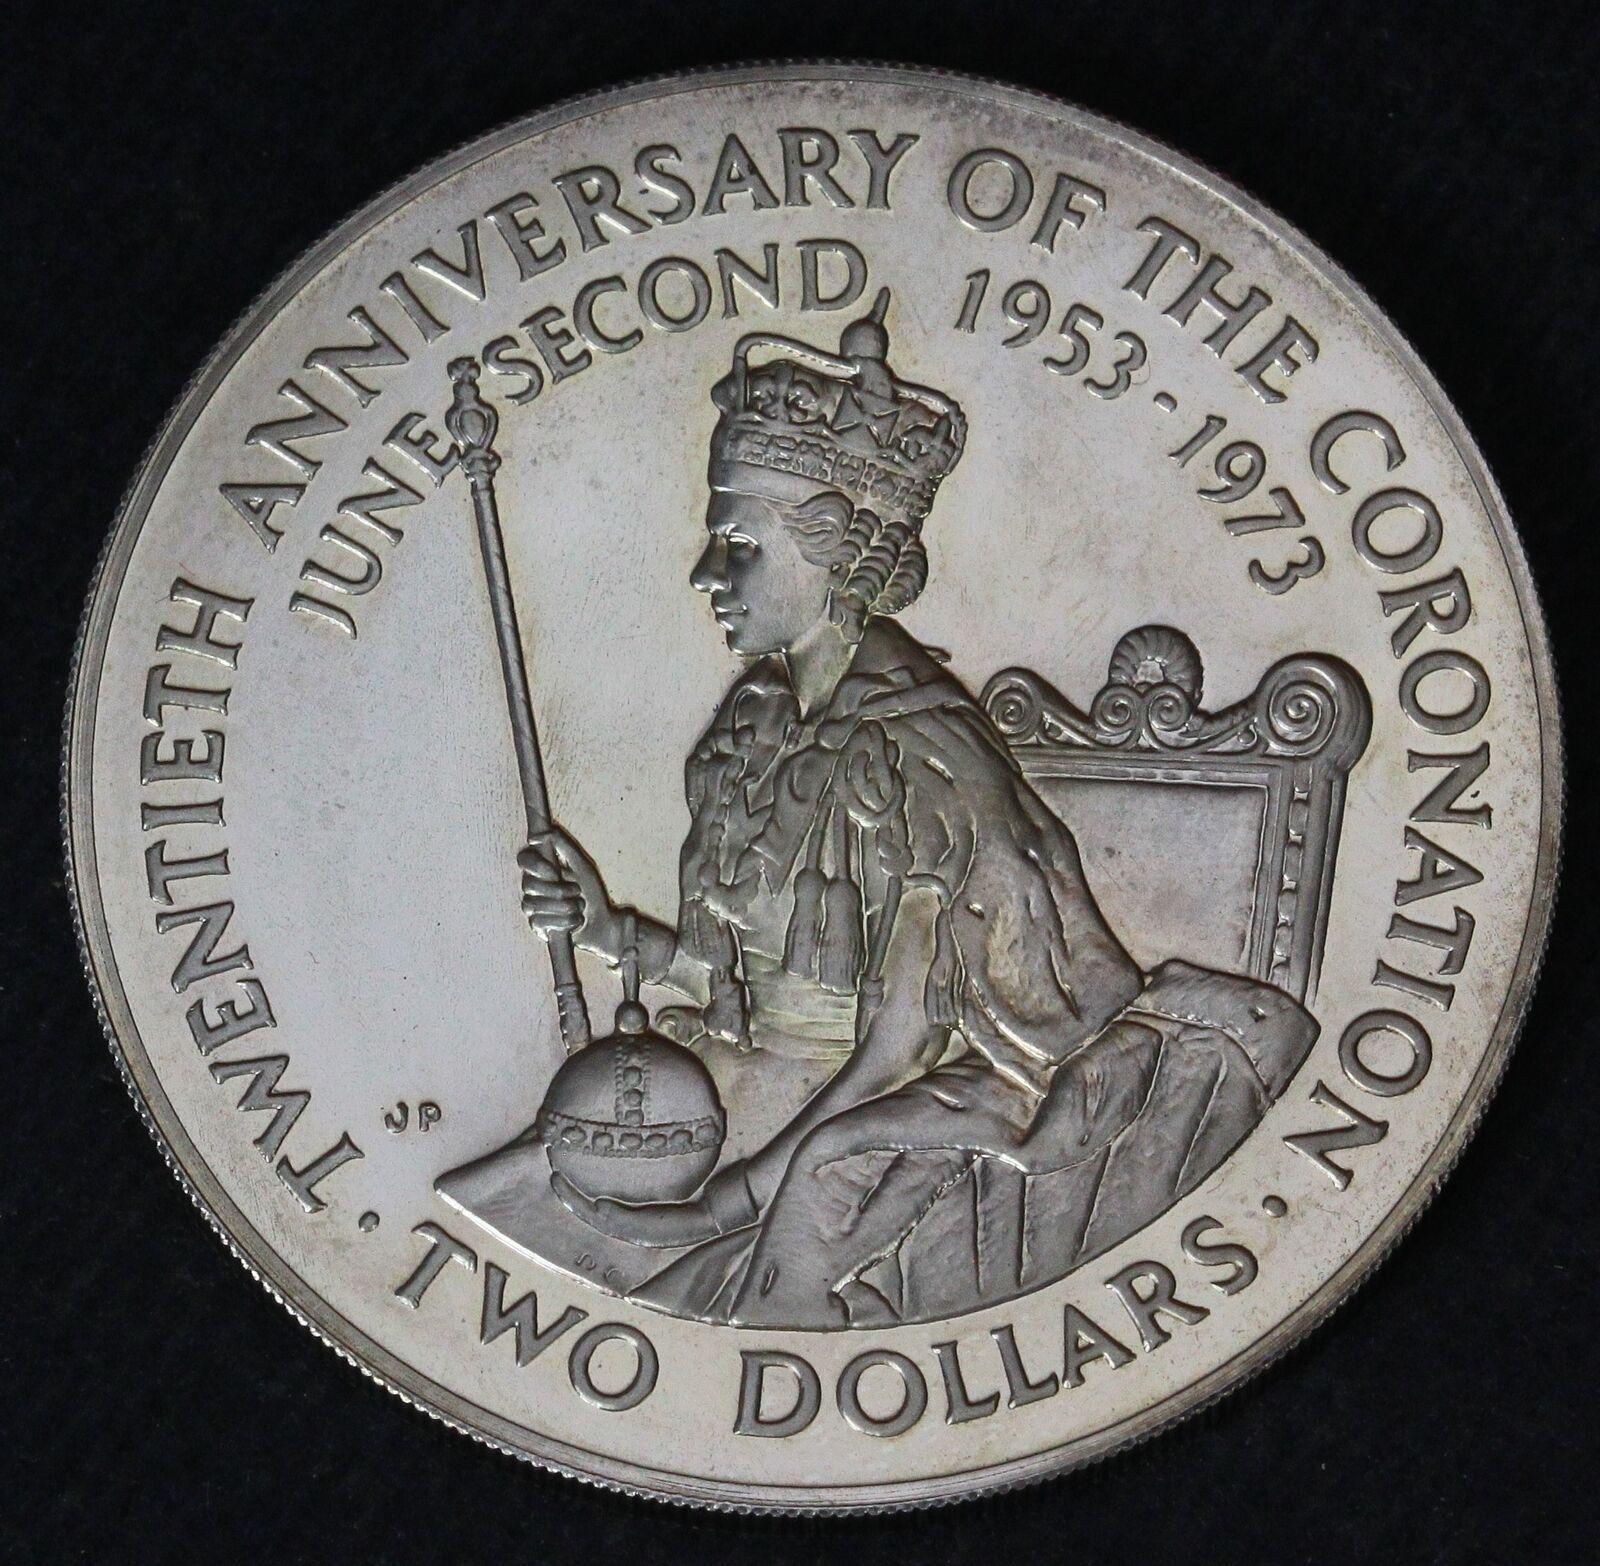 TWENTIETH ANNIVERSARY OF THE CORONATION
JUNE SECOND 1953 · 1973
JP
· TWO DOLLARS ·